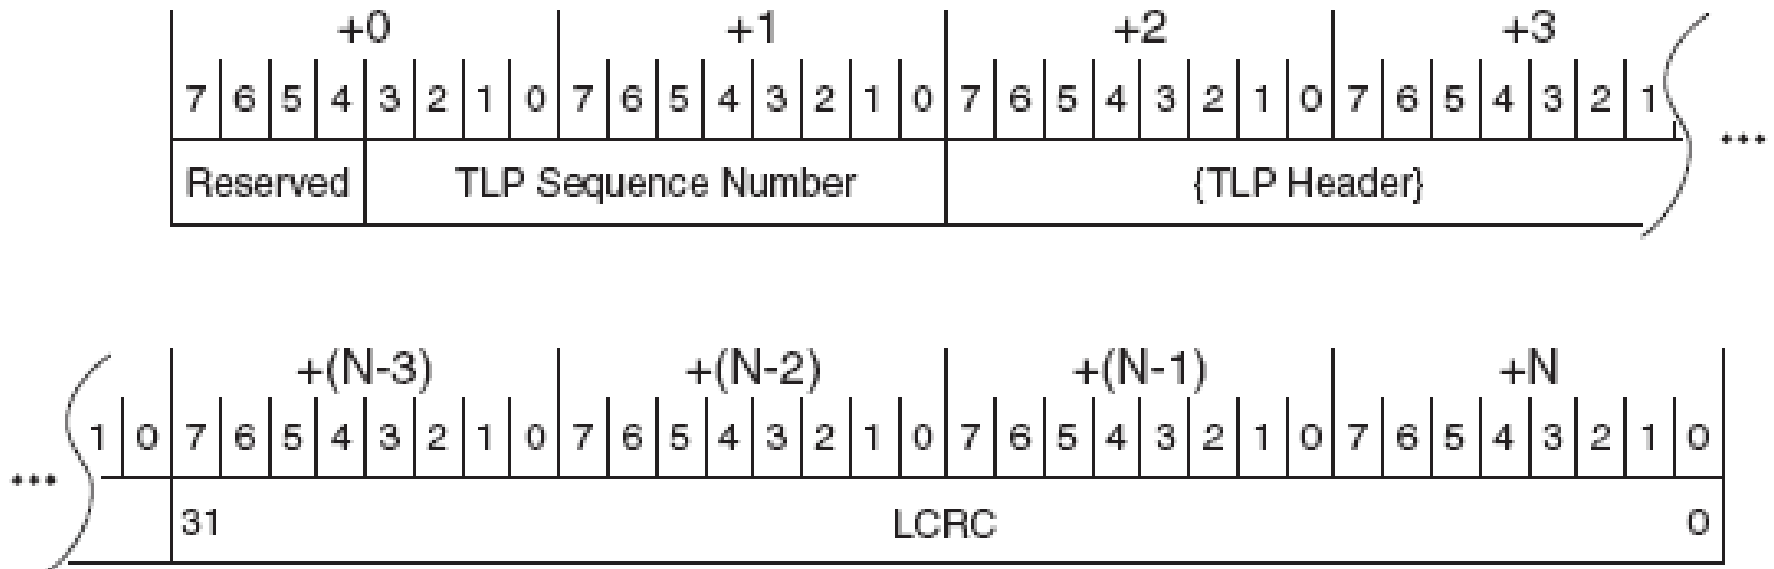 +0 +1 +2 +3
7 6 5 4 3 2 1 0 7 6 5 4 3 2 1 0 7 6 5 4 3 2 1 0 7 6 5 4 3 2 1
...
Reserved TLP Sequence Number {TLP Header}
+(N-3) +(N-2) +(N-1) +N
1 0 7 6 5 4 3 2 1 0 7 6 5 4 3 2 1 0 7 6 5 4 3 2 1 0 7 6 5 4 3 2 1 0
...
31 LCRC 0